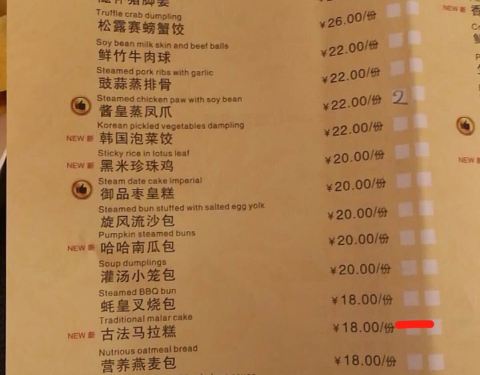 猪脚姜
Truffle crab dumpling
松露赛螃蟹饺 ¥26.00/份
Soy bean milk skin and beef balls
鲜竹牛肉球 ¥22.00/份
Steamed pork ribs with garlic
豉蒜蒸排骨 ¥22.00/份
Steamed chicken paw with soy bean
酱皇蒸凤爪 ¥22.00/份 2
Korean pickled vegetables dampling
NEW 新 韩国泡菜饺 ¥22.00/份
Sticky rice in lotus leaf
NEW 新 黑米珍珠鸡 ¥20.00/份
Steam date cake imperial
御品枣皇糕 ¥20.00/份
Steamed bun stuffed with salted egg yolk
旋风流沙包 ¥20.00/份
Pumpkin steamed buns
NEW 新 哈哈南瓜包 ¥20.00/份
Soup dumplings
灌汤小笼包 ¥20.00/份
Steamed BBQ bun
蚝皇叉烧包 ¥18.00/份
Traditional malar cake
NEW 新 古法马拉糕 ¥18.00/份
Nutrious oatmeal bread
营养燕麦包 ¥18.00/份
NEW 新 香
NEW 新